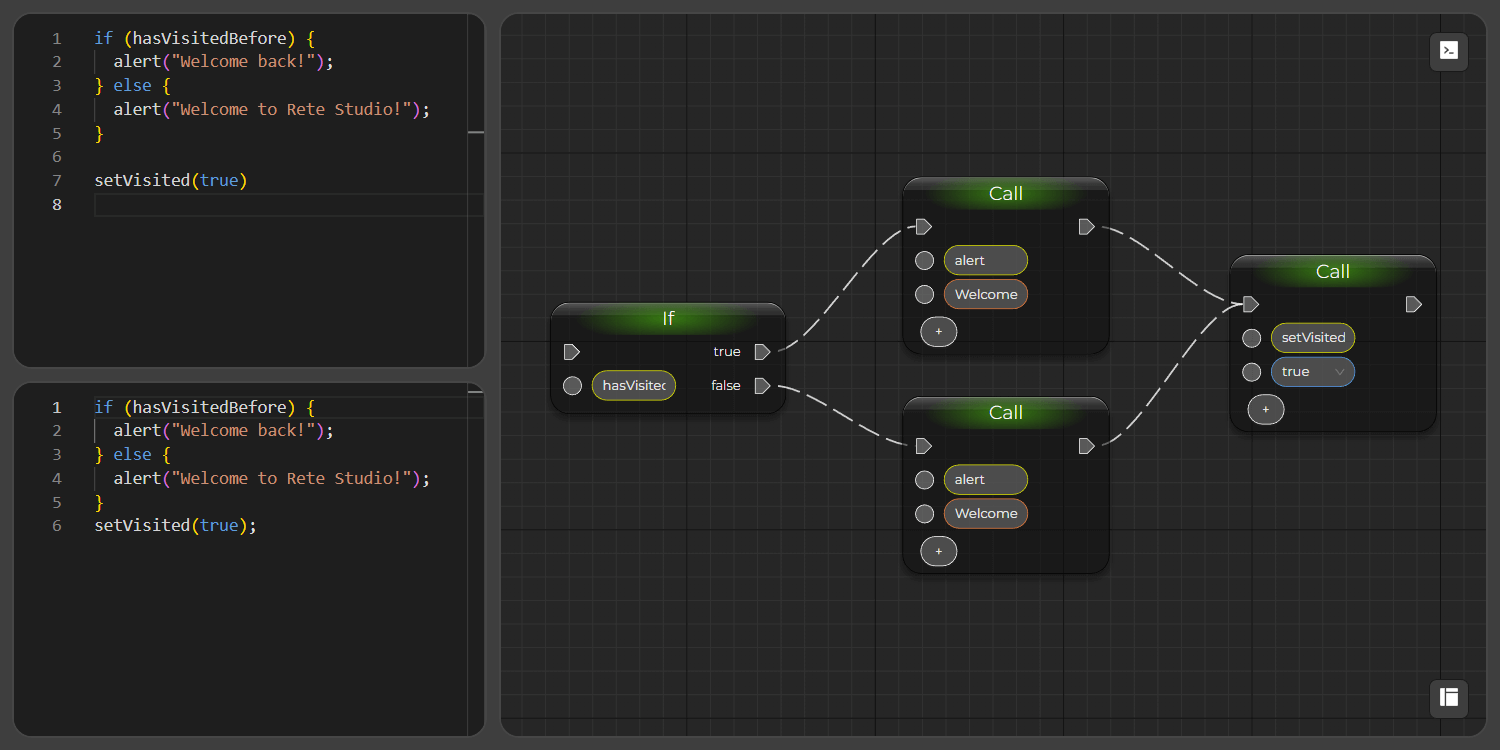 1 if (hasVisitedBefore) {
2 alert("Welcome back!");
3 } else {
4 alert("Welcome to Rete Studio!");
5 }
6
7 setVisited(true)
8
1 if (hasVisitedBefore) {
2 alert("Welcome back!");
3 } else {
4 alert("Welcome to Rete Studio!");
5 }
6 setVisited(true);
If
true
hasVisited
false
Call
alert
Welcome
+
Call
alert
Welcome
+
Call
setVisited
true
+